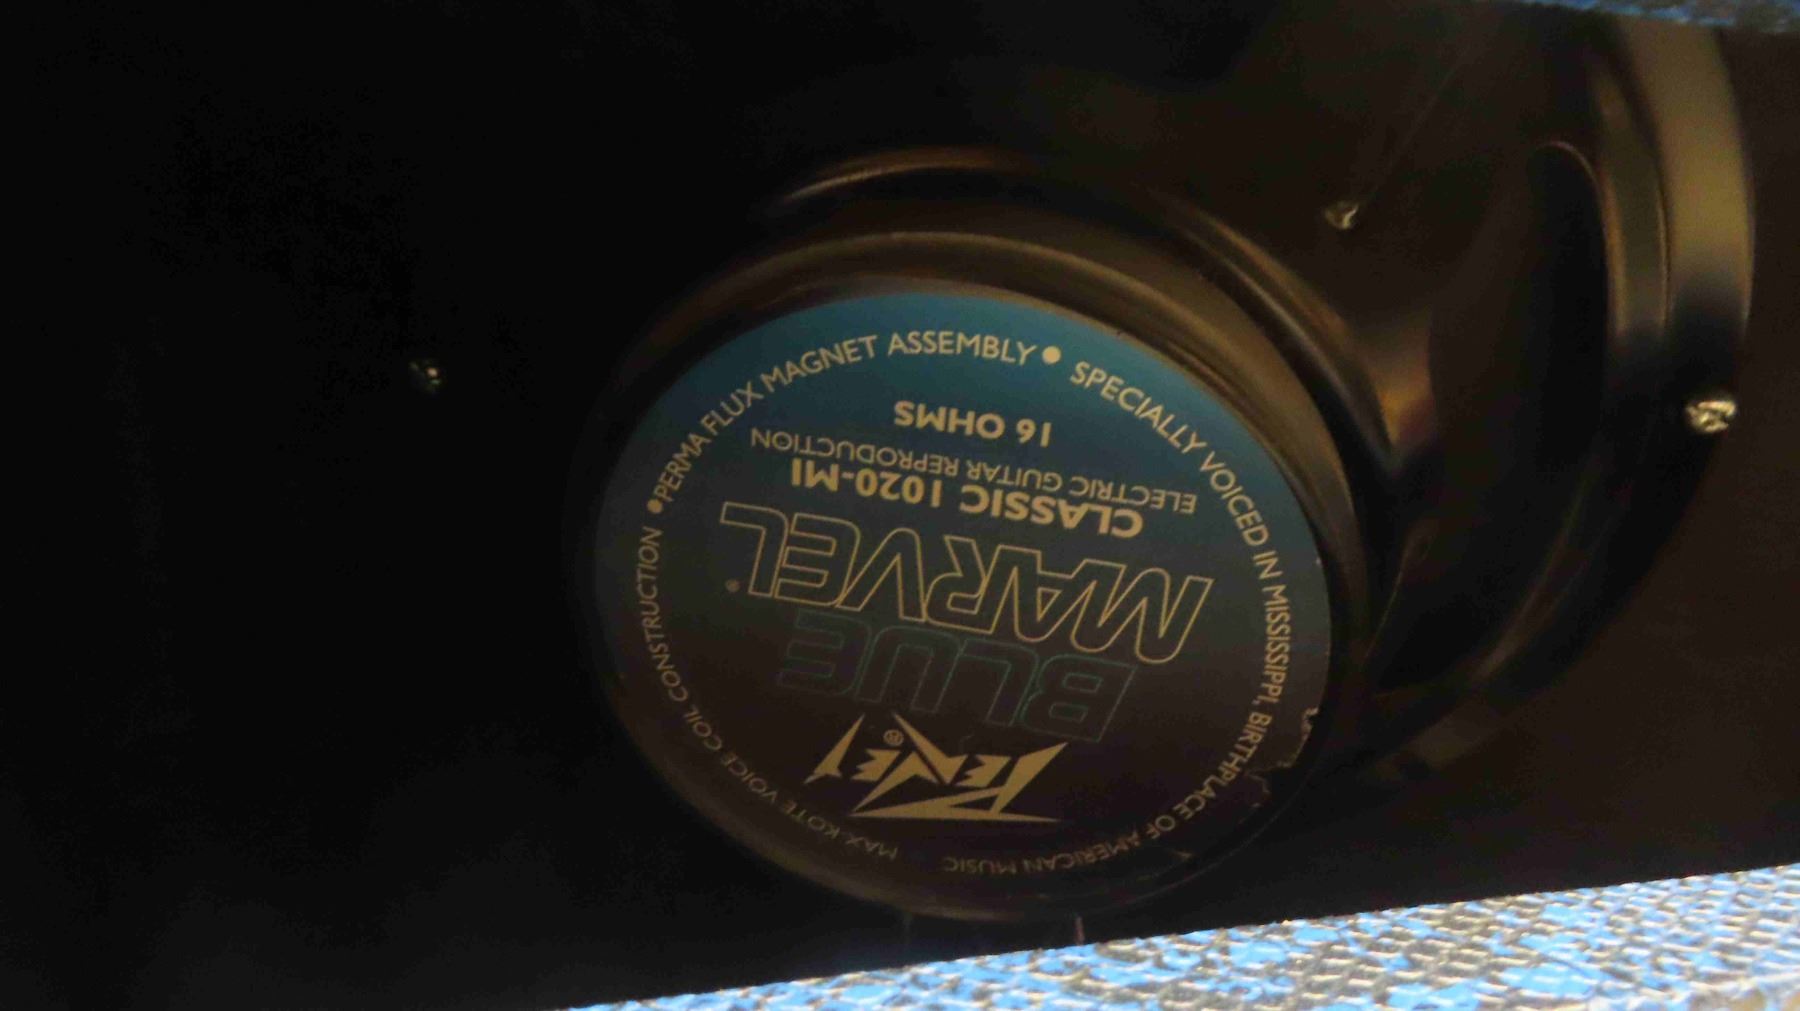 PEAVEY®
BLUE
MARVEL®
CLASSIC 1020-MI
ELECTRIC GUITAR REPRODUCTION
16 OHMS
MAX-KOTE VOICE COIL CONSTRUCTION • PERMA FLUX MAGNET ASSEMBLY • SPECIALLY VOICED IN MISSISSIPPI, BIRTHPLACE OF AMERICAN MUSIC